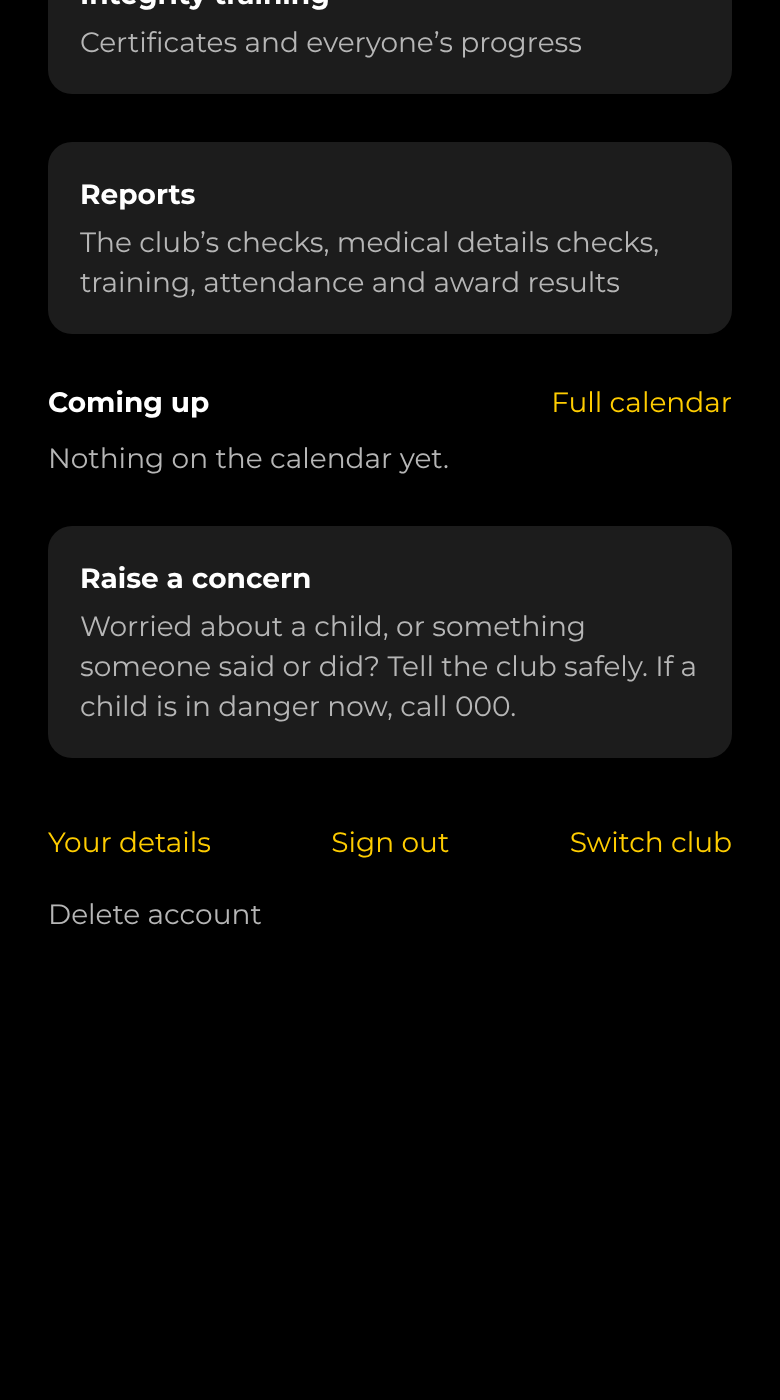 Integrity training
Certificates and everyone’s progress
Reports
The club’s checks, medical details checks,
training, attendance and award results
Coming up
Full calendar
Nothing on the calendar yet.
Raise a concern
Worried about a child, or something
someone said or did? Tell the club safely. If a
child is in danger now, call 000.
Your details
Sign out
Switch club
Delete account